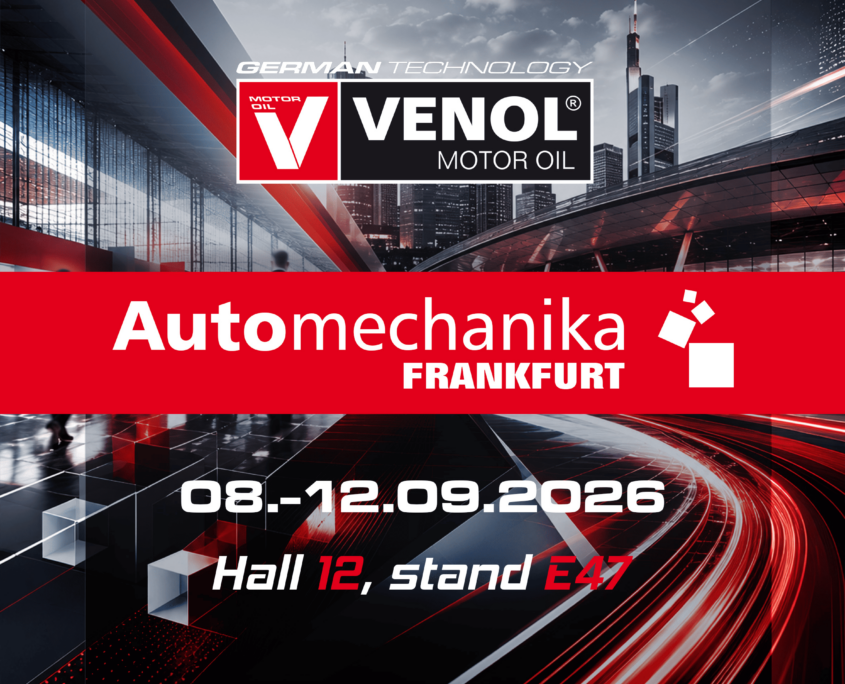 GERMAN TECHNOLOGY
MOTOR OIL
V
VENOL®
MOTOR OIL
Automechanika
FRANKFURT
08.-12.09.2026
Hall 12, stand E47